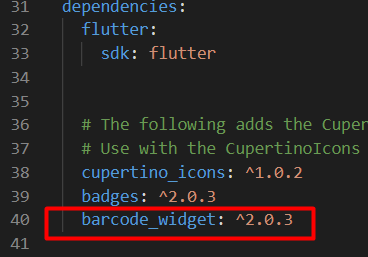 31 dependencies:
32 flutter:
33 sdk: flutter
34
35
36 # The following adds the Cuper
37 # Use with the CupertinoIcons
38 cupertino_icons: ^1.0.2
39 badges: ^2.0.3
40 barcode_widget: ^2.0.3
41